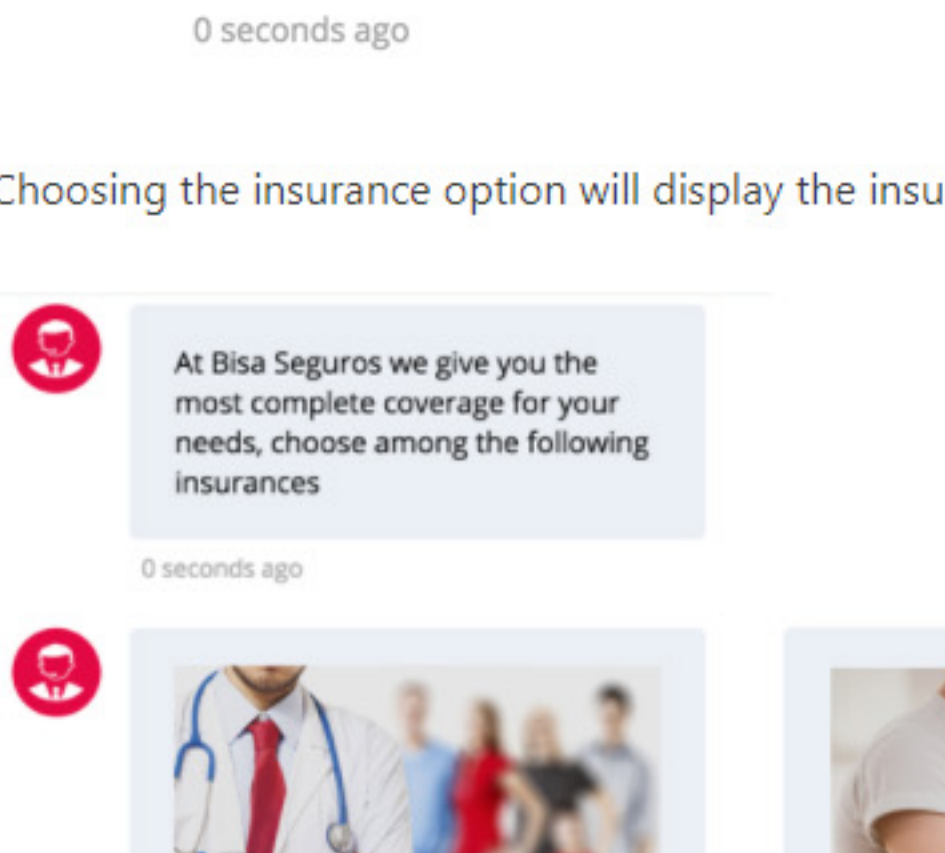 0 seconds ago
Choosing the insurance option will display the
At Bisa Seguros we give you the
most complete coverage for your
needs, choose among the following
insurances
0 seconds ago